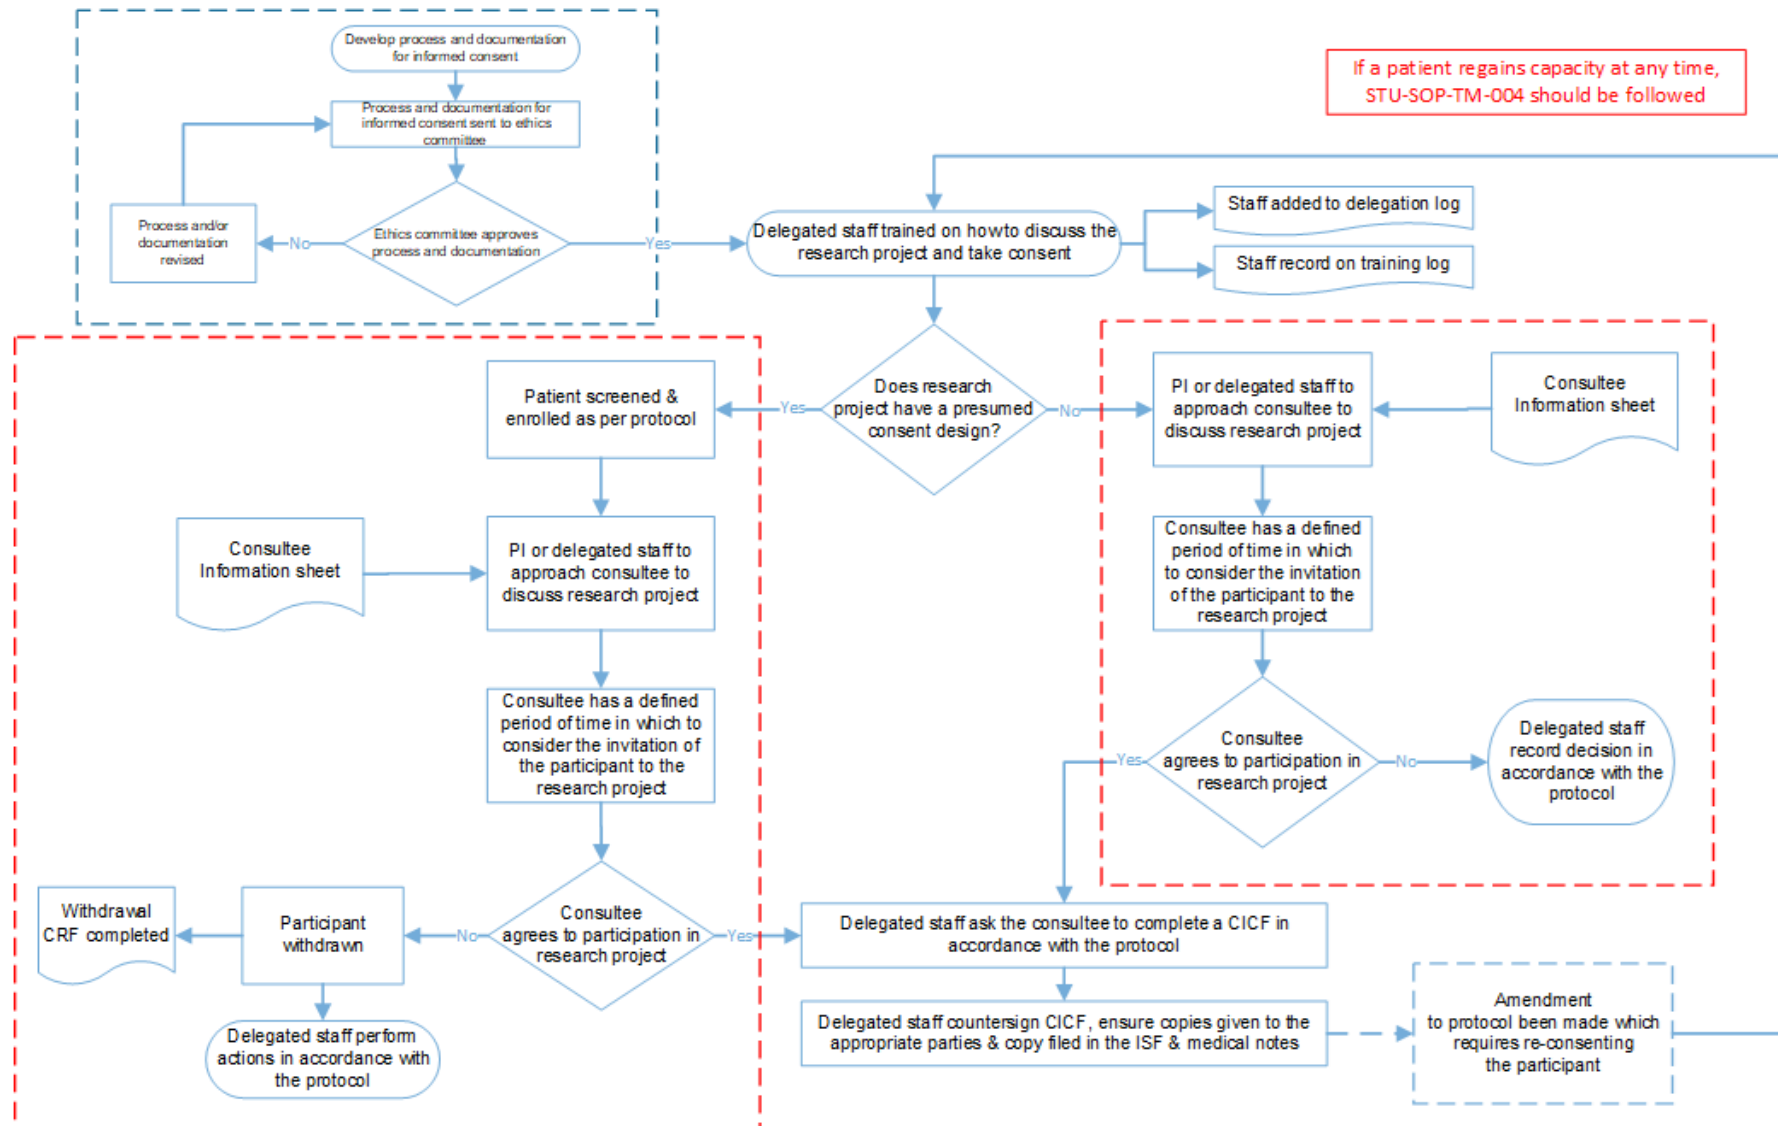 Develop process and documentation
for informed consent
Process and documentation for
informed consent sent to ethics
committee
Process and/or
documentation
revised
No
Ethics committee approves
process and documentation
Yes
If a patient regains capacity at any time,
STU-SOP-TM-004 should be followed
Delegated staff trained on how to discuss the
research project and take consent
Staff added to delegation log
Staff record on training log
Does research
project have a presumed
consent design?
Yes
No
Patient screened &
enrolled as per protocol
Consultee
Information sheet
PI or delegated staff to
approach consultee to
discuss research project
Consultee has a defined
period of time in which to
consider the invitation of
the participant to the
research project
Consultee
agrees to participation in
research project
No
Yes
Participant
withdrawn
Withdrawal
CRF completed
Delegated staff perform
actions in accordance with
the protocol
PI or delegated staff to
approach consultee to
discuss research project
Consultee
Information sheet
Consultee has a defined
period of time in which
to consider the invitation
of the participant to the
research project
Consultee
agrees to participation in
research project
Yes
No
Delegated staff
record decision in
accordance with the
protocol
Delegated staff ask the consultee to complete a CICF in
accordance with the protocol
Delegated staff countersign CICF, ensure copies given to the
appropriate parties & copy filed in the ISF & medical notes
Amendment
to protocol been made which
requires re-consenting
the participant